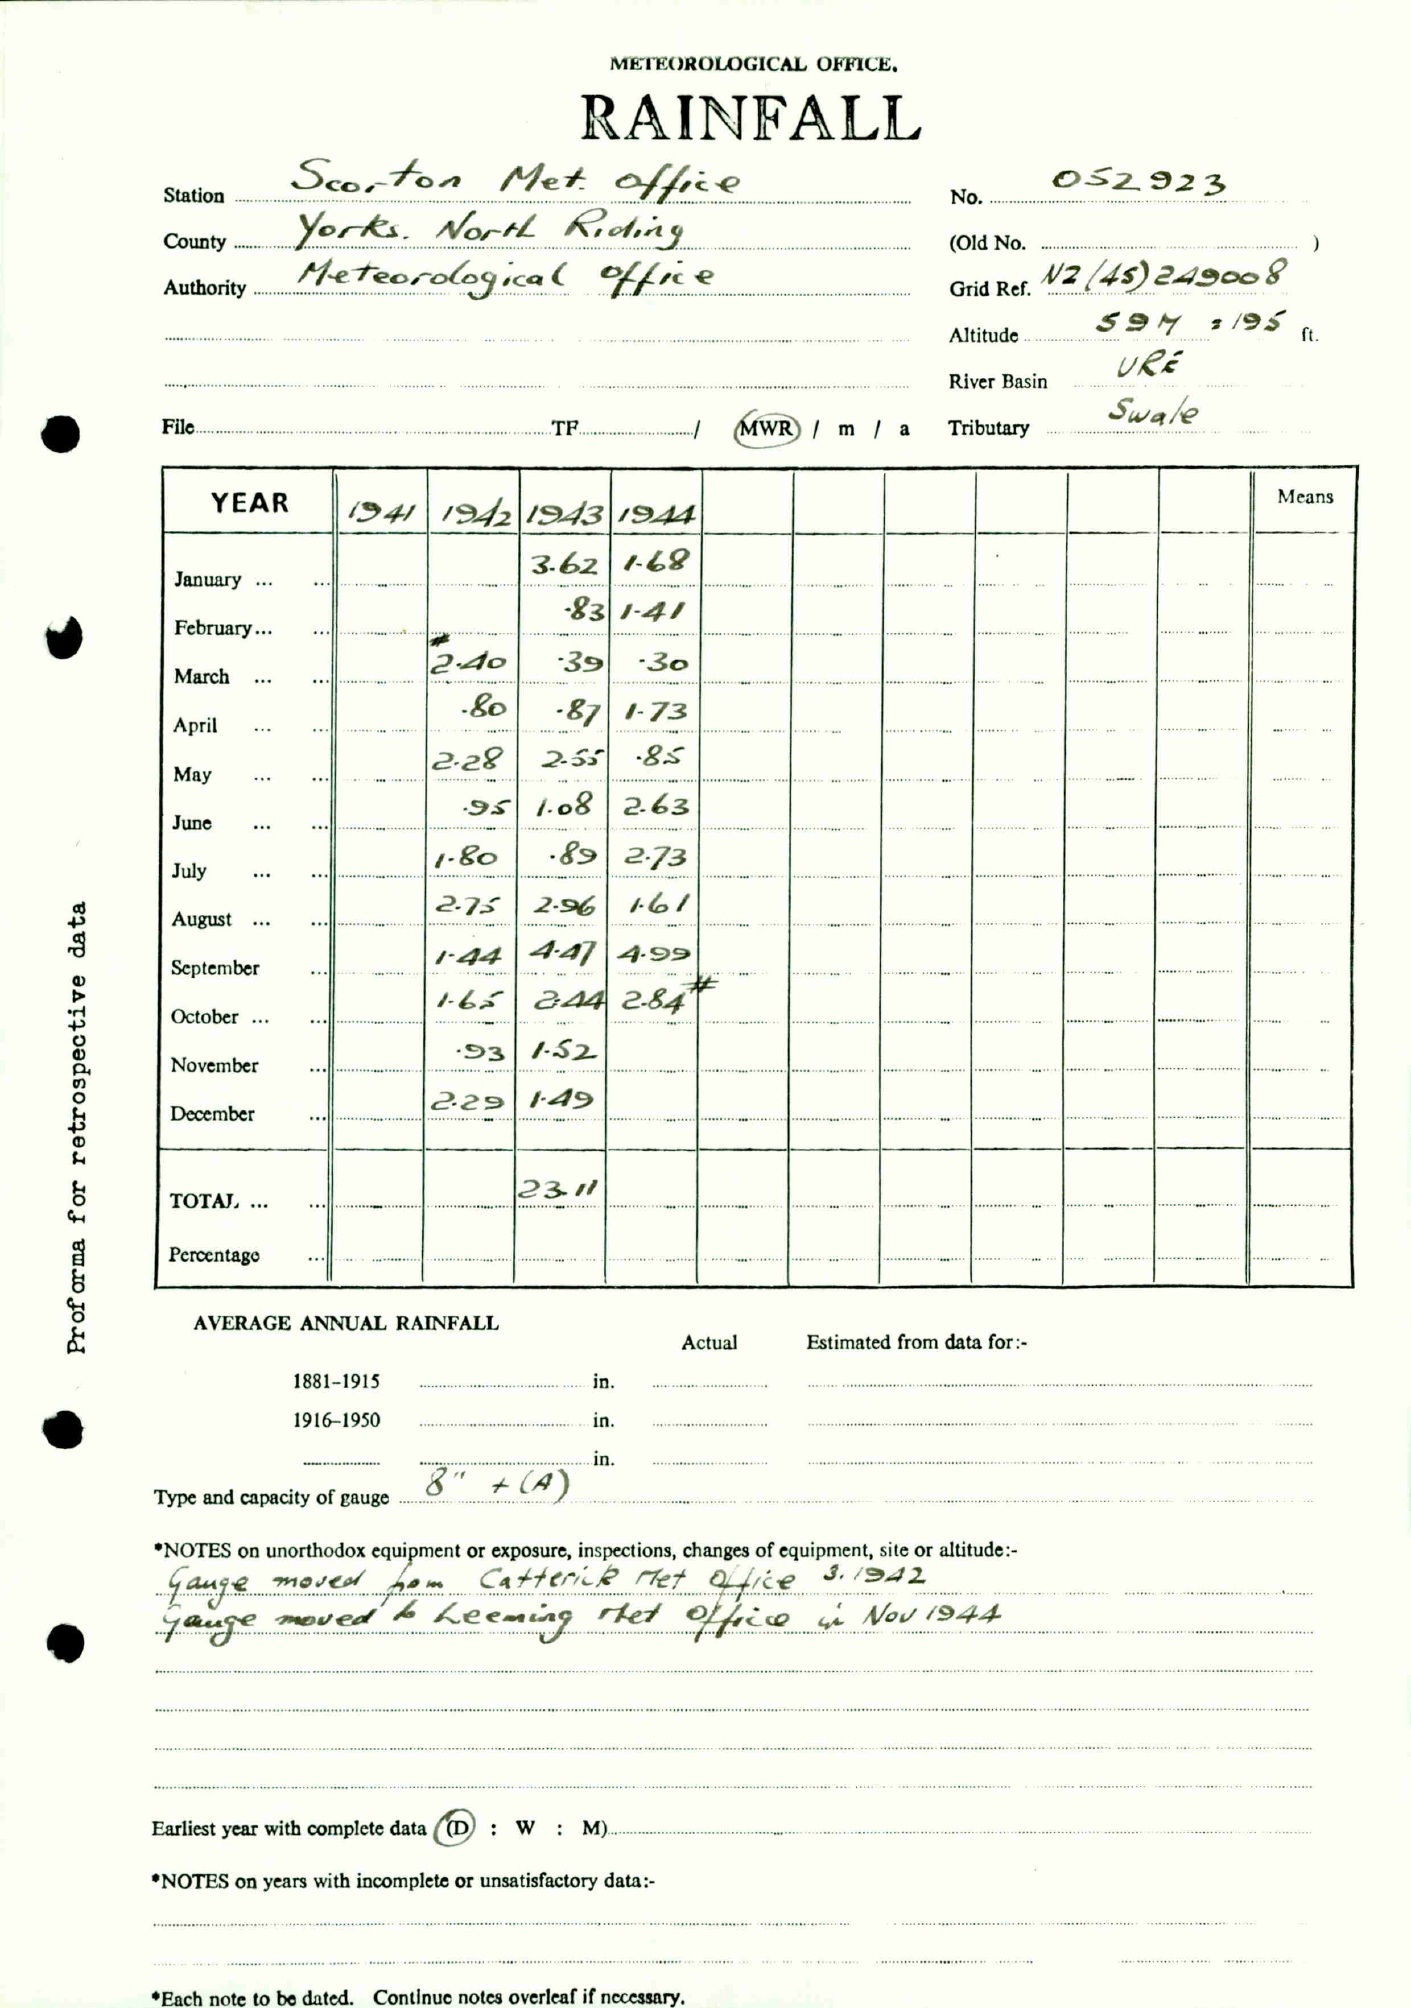 METEOROLOGICAL OFFICE.
RAINFALL
Station Scorton Met. Office No. 052923
County Yorks. North Riding (Old No. )
Authority Meteorological Office Grid Ref. NZ(45)249008
Altitude 59M = 195 ft.
River Basin URE
File TF / MWR / m / a Tributary Swale
YEAR 1941 1942 1943 1944 Means
January ... ... 3.62 1.68
February... ... .83 1.41
March ... ... # 2.40 .39 .30
April ... ... .80 .87 1.73
May ... ... 2.28 2.55 .85
June ... ... .95 1.08 2.63
July ... ... 1.80 .89 2.73
August ... ... 2.75 2.96 1.61
September ... 1.44 4.47 4.99
October ... ... 1.65 2.44 2.84 #
November ... .93 1.52
December ... 2.29 1.49
TOTAL ... ... 23.11
Percentage ...
Proforma for retrospective data
AVERAGE ANNUAL RAINFALL
Actual Estimated from data for:-
1881–1915 in.
1916–1950 in.
in.
Type and capacity of gauge 8" + (A)
*NOTES on unorthodox equipment or exposure, inspections, changes of equipment, site or altitude:-
Gauge moved from Catterick Met Office 3.1942
Gauge moved to Leeming Met Office in Nov 1944
Earliest year with complete data (D : W : M)
*NOTES on years with incomplete or unsatisfactory data:-
*Each note to be dated. Continue notes overleaf if necessary.